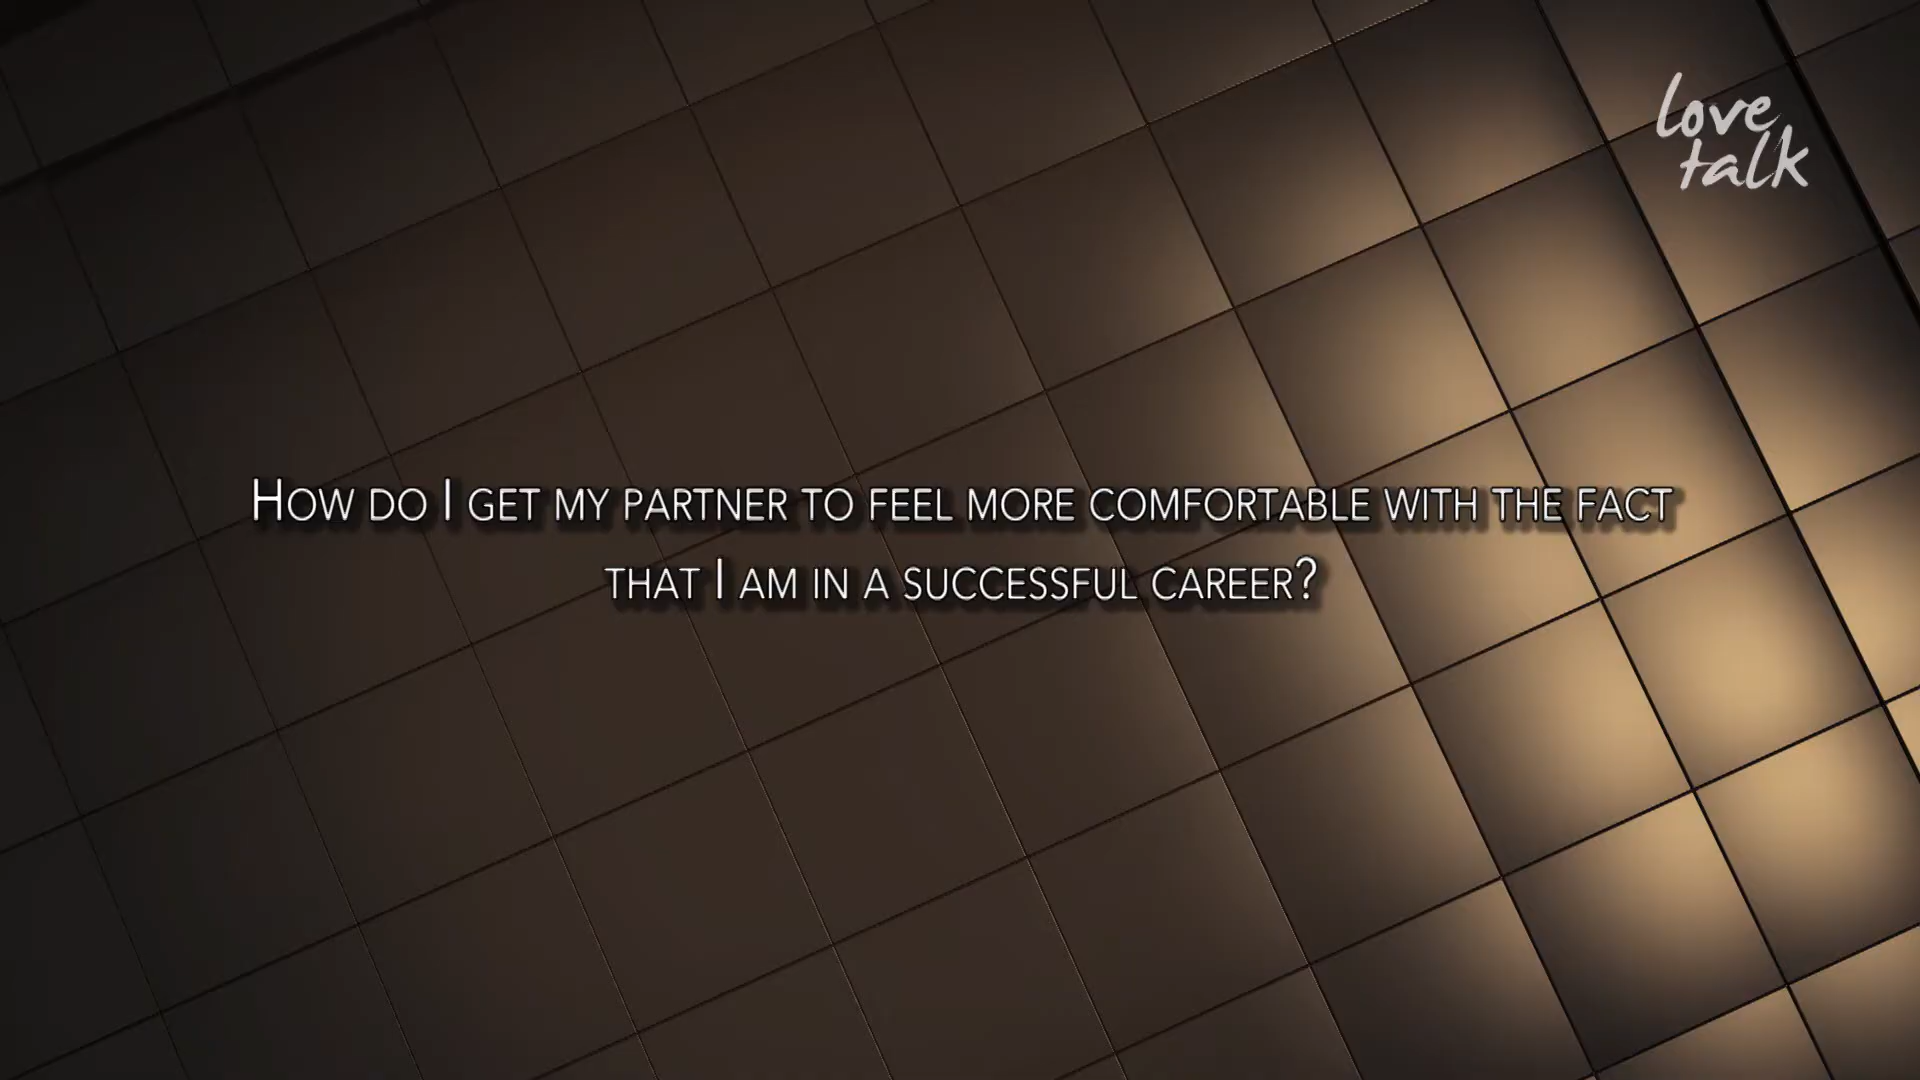 love
talk
HOW DO I GET MY PARTNER TO FEEL MORE COMFORTABLE WITH THE FACT
THAT I AM IN A SUCCESSFUL CAREER?